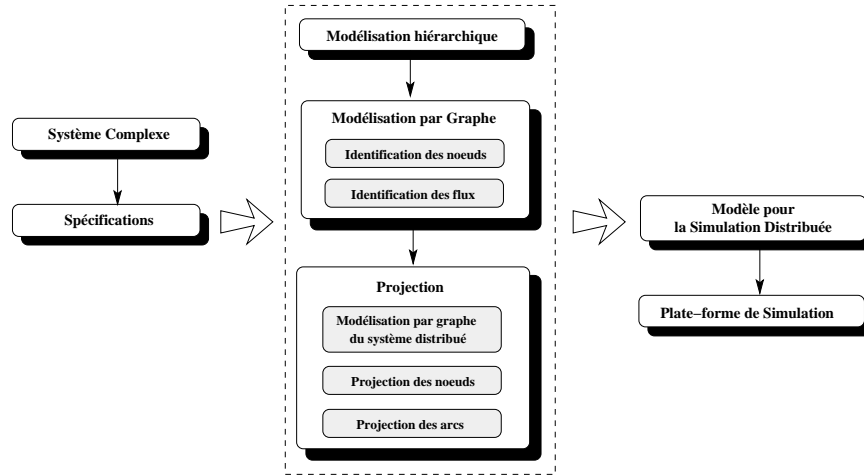 Système Complexe
Spécifications
Modélisation hiérarchique
Modélisation par Graphe
Identification des noeuds
Identification des flux
Projection
Modélisation par graphe
du système distribué
Projection des noeuds
Projection des arcs
Modèle pour
la Simulation Distribuée
Plate−forme de Simulation